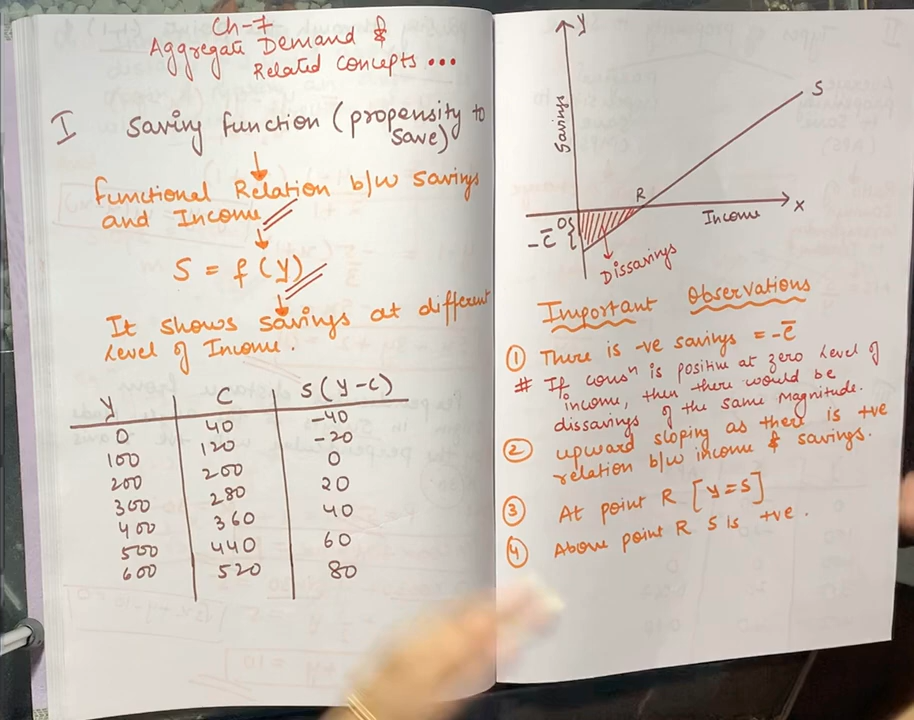 Ch-7
Aggregate Demand &
Related concepts ...
I Saving function (propensity to
Save)
functional Relation b/w savings
and Income
S = f (Y)
It shows savings at different
level of Income.
Y C S (Y-C)
0 40 -40
100 120 -20
200 200 0
300 280 20
400 360 40
500 440 60
600 520 80
Y
Savings
S
R
O
Income X
-C̅
Dissavings
Important Observations
① There is -ve savings = -C̅
# If consⁿ is positive at zero level of
income, then there would be
dissavings of the same Magnitude.
② upward sloping as there is +ve
relation b/w income & savings.
③ At point R [Y=S]
④ Above point R S is +ve.